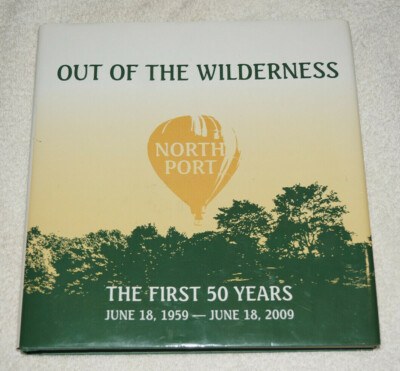 OUT OF THE WILDERNESS
NORTH
PORT
THE FIRST 50 YEARS
JUNE 18, 1959 — JUNE 18, 2009